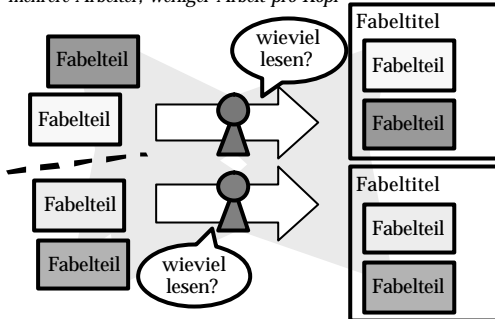 mehrere Arbeiter, weniger Arbeit pro Kopf
wieviel
lesen?
Fabelteil
Fabelteil
Fabelteil
Fabelteil
wieviel
lesen?
Fabeltitel
Fabelteil
Fabelteil
Fabeltitel
Fabelteil
Fabelteil